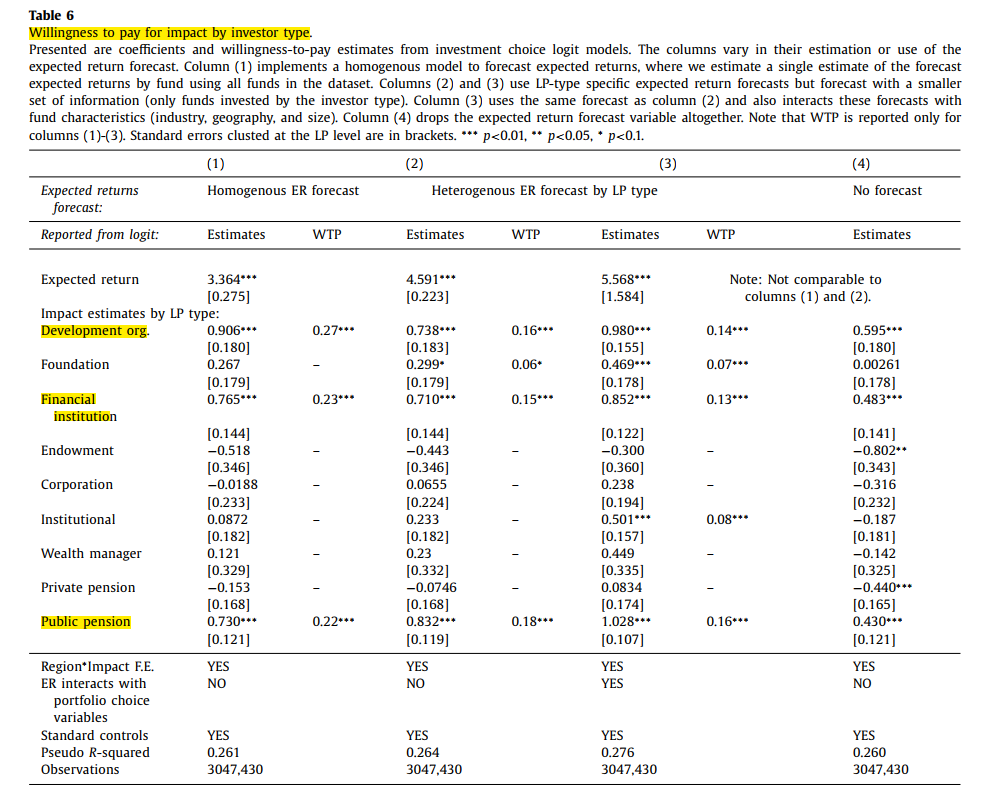 Table 6
Willingness to pay for impact by investor type.
Presented are coefficients and willingness-to-pay estimates from investment choice logit models. The columns vary in their estimation or use of the
expected return forecast. Column (1) implements a homogenous model to forecast expected returns, where we estimate a single estimate of the forecast
expected returns by fund using all funds in the dataset. Columns (2) and (3) use LP-type specific expected return forecasts but forecast with a smaller
set of information (only funds invested by the investor type). Column (3) uses the same forecast as column (2) and also interacts these forecasts with
fund characteristics (industry, geography, and size). Column (4) drops the expected return forecast variable altogether. Note that WTP is reported only for
columns (1)-(3). Standard errors clusted at the LP level are in brackets. *** p<0.01, ** p<0.05, * p<0.1.
(1) (2) (3) (4)
Expected returns Homogenous ER forecast Heterogenous ER forecast by LP type No forecast
forecast:
Reported from logit: Estimates WTP Estimates WTP Estimates WTP Estimates
Expected return 3.364*** 4.591*** 5.568*** Note: Not comparable to
[0.275] [0.223] [1.584] columns (1) and (2).
Impact estimates by LP type:
Development org. 0.906*** 0.27*** 0.738*** 0.16*** 0.980*** 0.14*** 0.595***
[0.180] [0.183] [0.155] [0.180]
Foundation 0.267 – 0.299* 0.06* 0.469*** 0.07*** 0.00261
[0.179] [0.179] [0.178] [0.178]
Financial 0.765*** 0.23*** 0.710*** 0.15*** 0.852*** 0.13*** 0.483***
institution
[0.144] [0.144] [0.122] [0.141]
Endowment −0.518 – −0.443 – −0.300 – −0.802**
[0.346] [0.346] [0.360] [0.343]
Corporation −0.0188 – 0.0655 – 0.238 – −0.316
[0.233] [0.224] [0.194] [0.232]
Institutional 0.0872 – 0.233 – 0.501*** 0.08*** −0.187
[0.182] [0.182] [0.157] [0.181]
Wealth manager 0.121 – 0.23 – 0.449 – −0.142
[0.329] [0.332] [0.335] [0.325]
Private pension −0.153 – −0.0746 – 0.0834 – −0.440***
[0.168] [0.168] [0.174] [0.165]
Public pension 0.730*** 0.22*** 0.832*** 0.18*** 1.028*** 0.16*** 0.430***
[0.121] [0.119] [0.107] [0.121]
Region*Impact F.E. YES YES YES YES
ER interacts with NO NO YES NO
portfolio choice
variables
Standard controls YES YES YES YES
Pseudo R-squared 0.261 0.264 0.276 0.260
Observations 3047,430 3047,430 3047,430 3047,430